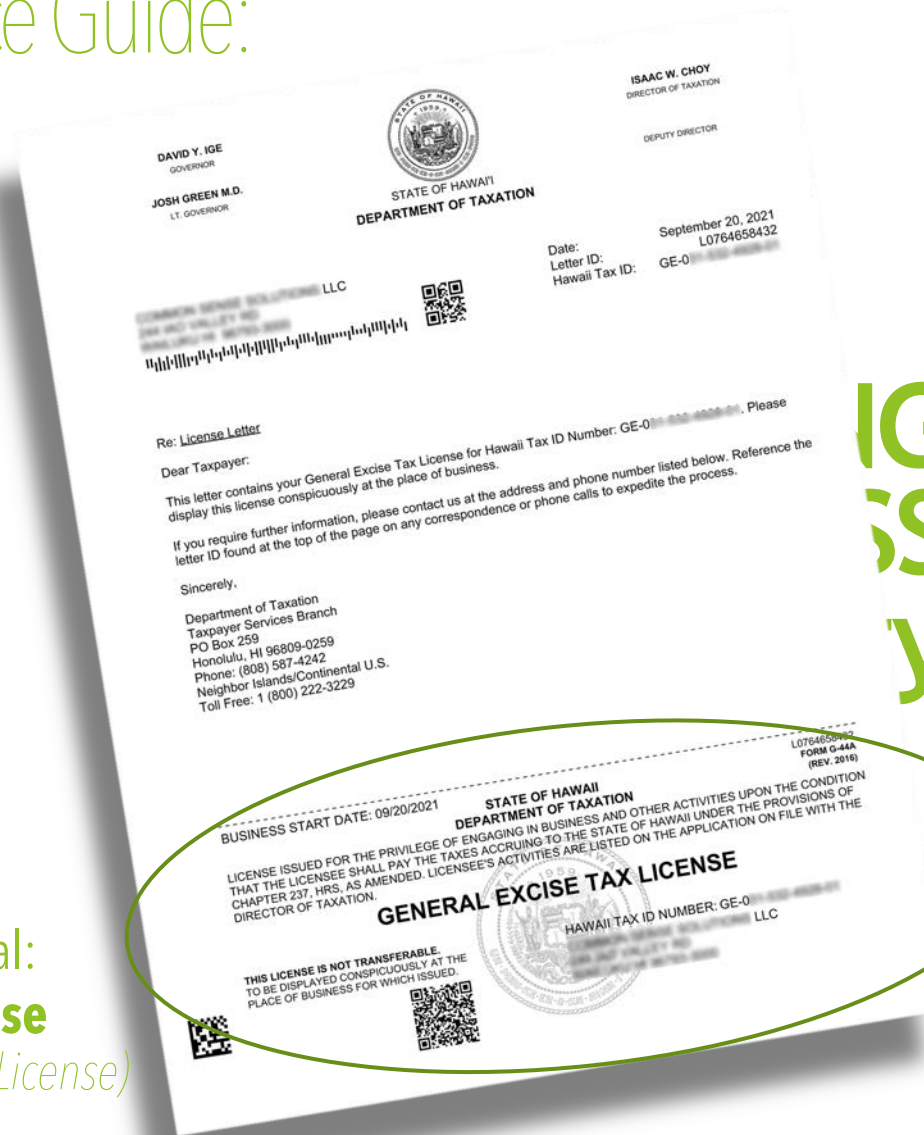 te Guide:
DAVID Y. IGE
GOVERNOR
JOSH GREEN M.D.
LT. GOVERNOR
STATE OF HAWAII
1959
STATE OF HAWAIʻI
DEPARTMENT OF TAXATION
ISAAC W. CHOY
DIRECTOR OF TAXATION
DEPUTY DIRECTOR
Date: September 20, 2021
Letter ID: L0764658432
Hawaii Tax ID: GE-0
LLC
Re: License Letter
Dear Taxpayer:
This letter contains your General Excise Tax License for Hawaii Tax ID Number: GE-0 . Please
display this license conspicuously at the place of business.
If you require further information, please contact us at the address and phone number listed below. Reference the
letter ID found at the top of the page on any correspondence or phone calls to expedite the process.
Sincerely,
Department of Taxation
Taxpayer Services Branch
PO Box 259
Honolulu, HI 96809-0259
Phone: (808) 587-4242
Neighbor Islands/Continental U.S.
Toll Free: 1 (800) 222-3229
L0764658432
FORM G-44A
(REV. 2016)
BUSINESS START DATE: 09/20/2021
STATE OF HAWAII
DEPARTMENT OF TAXATION
LICENSE ISSUED FOR THE PRIVILEGE OF ENGAGING IN BUSINESS AND OTHER ACTIVITIES UPON THE CONDITION
THAT THE LICENSEE SHALL PAY THE TAXES ACCRUING TO THE STATE OF HAWAII UNDER THE PROVISIONS OF
CHAPTER 237, HRS, AS AMENDED. LICENSEE'S ACTIVITIES ARE LISTED ON THE APPLICATION ON FILE WITH THE
DIRECTOR OF TAXATION.
GENERAL EXCISE TAX LICENSE
HAWAII TAX ID NUMBER: GE-0
LLC
THIS LICENSE IS NOT TRANSFERABLE.
TO BE DISPLAYED CONSPICUOUSLY AT THE
PLACE OF BUSINESS FOR WHICH ISSUED.
1959
NG
SS
y
al:
se
License)